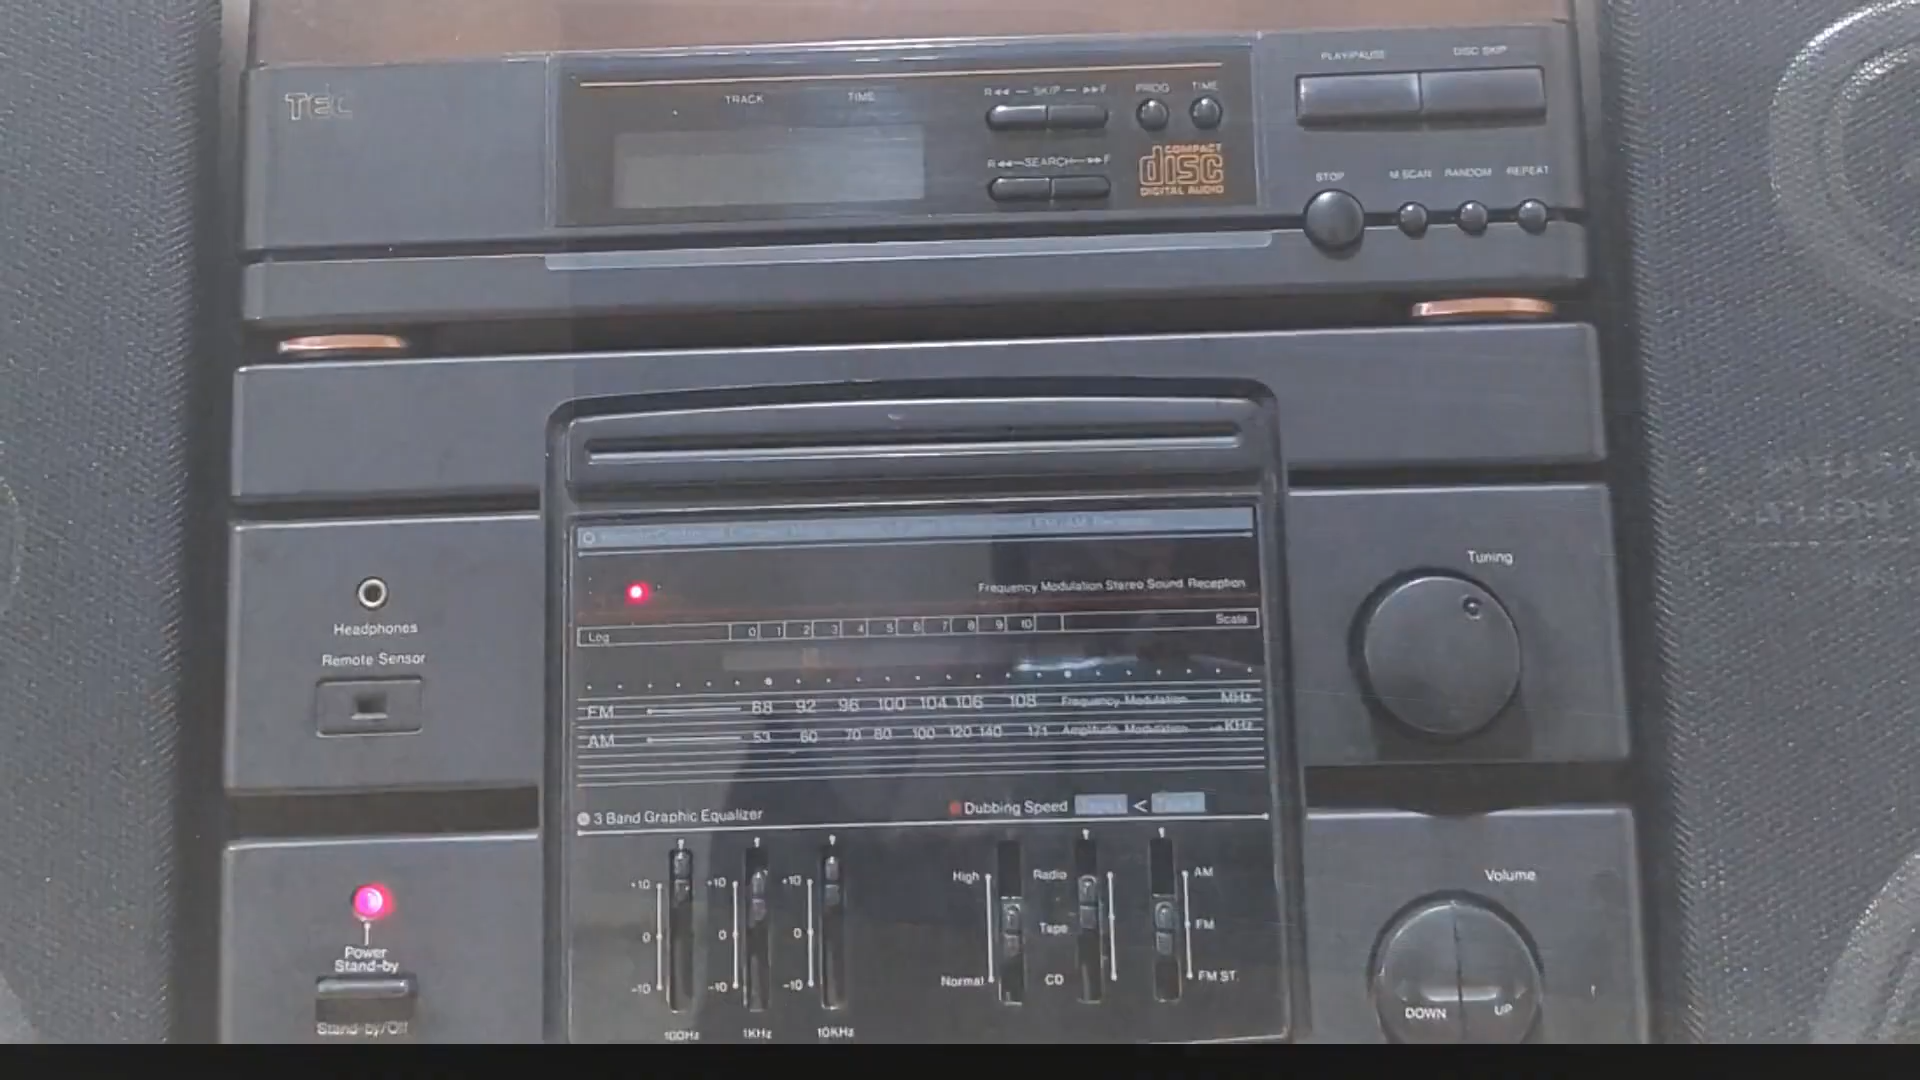 TEC
TRACK TIME
R SKIP F PROG TIME
R SEARCH F
COMPACT
disc
DIGITAL AUDIO
PLAY/PAUSE DISC SKIP
STOP M.SCAN RANDOM REPEAT
Headphones
Remote Sensor
Power
Stand-by
Stand-by/Off
Frequency Modulation Stereo Sound Reception
Log 0 1 2 3 4 5 6 7 8 9 10 Scale
FM 88 92 96 100 104 106 108 Frequency Modulation MHz
AM 53 60 70 80 100 120 140 171 Amplitude Modulation KHz
3 Band Graphic Equalizer
Dubbing Speed <
+10 +10 +10
0 0 0
-10 -10 -10
100Hz 1KHz 10KHz
High Radio AM
Tape FM
Normal CD FM ST.
Tuning
Volume
DOWN UP